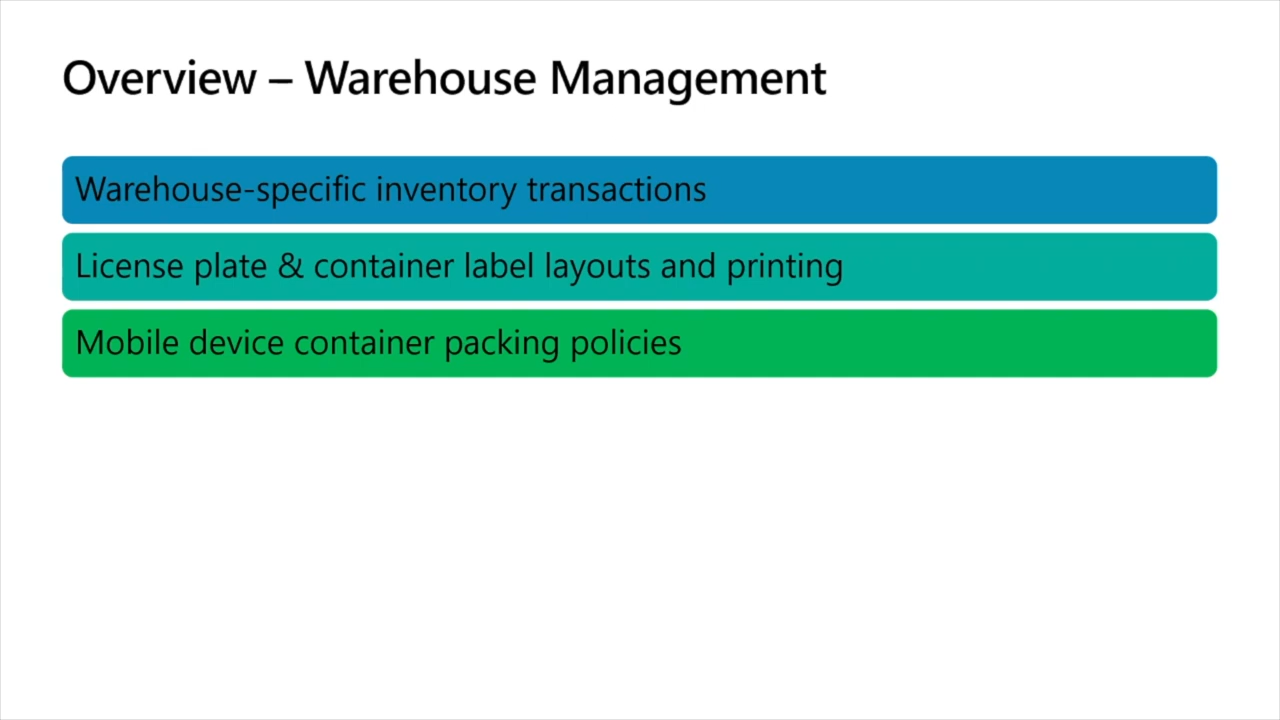 Overview – Warehouse Management
Warehouse-specific inventory transactions
License plate & container label layouts and printing
Mobile device container packing policies